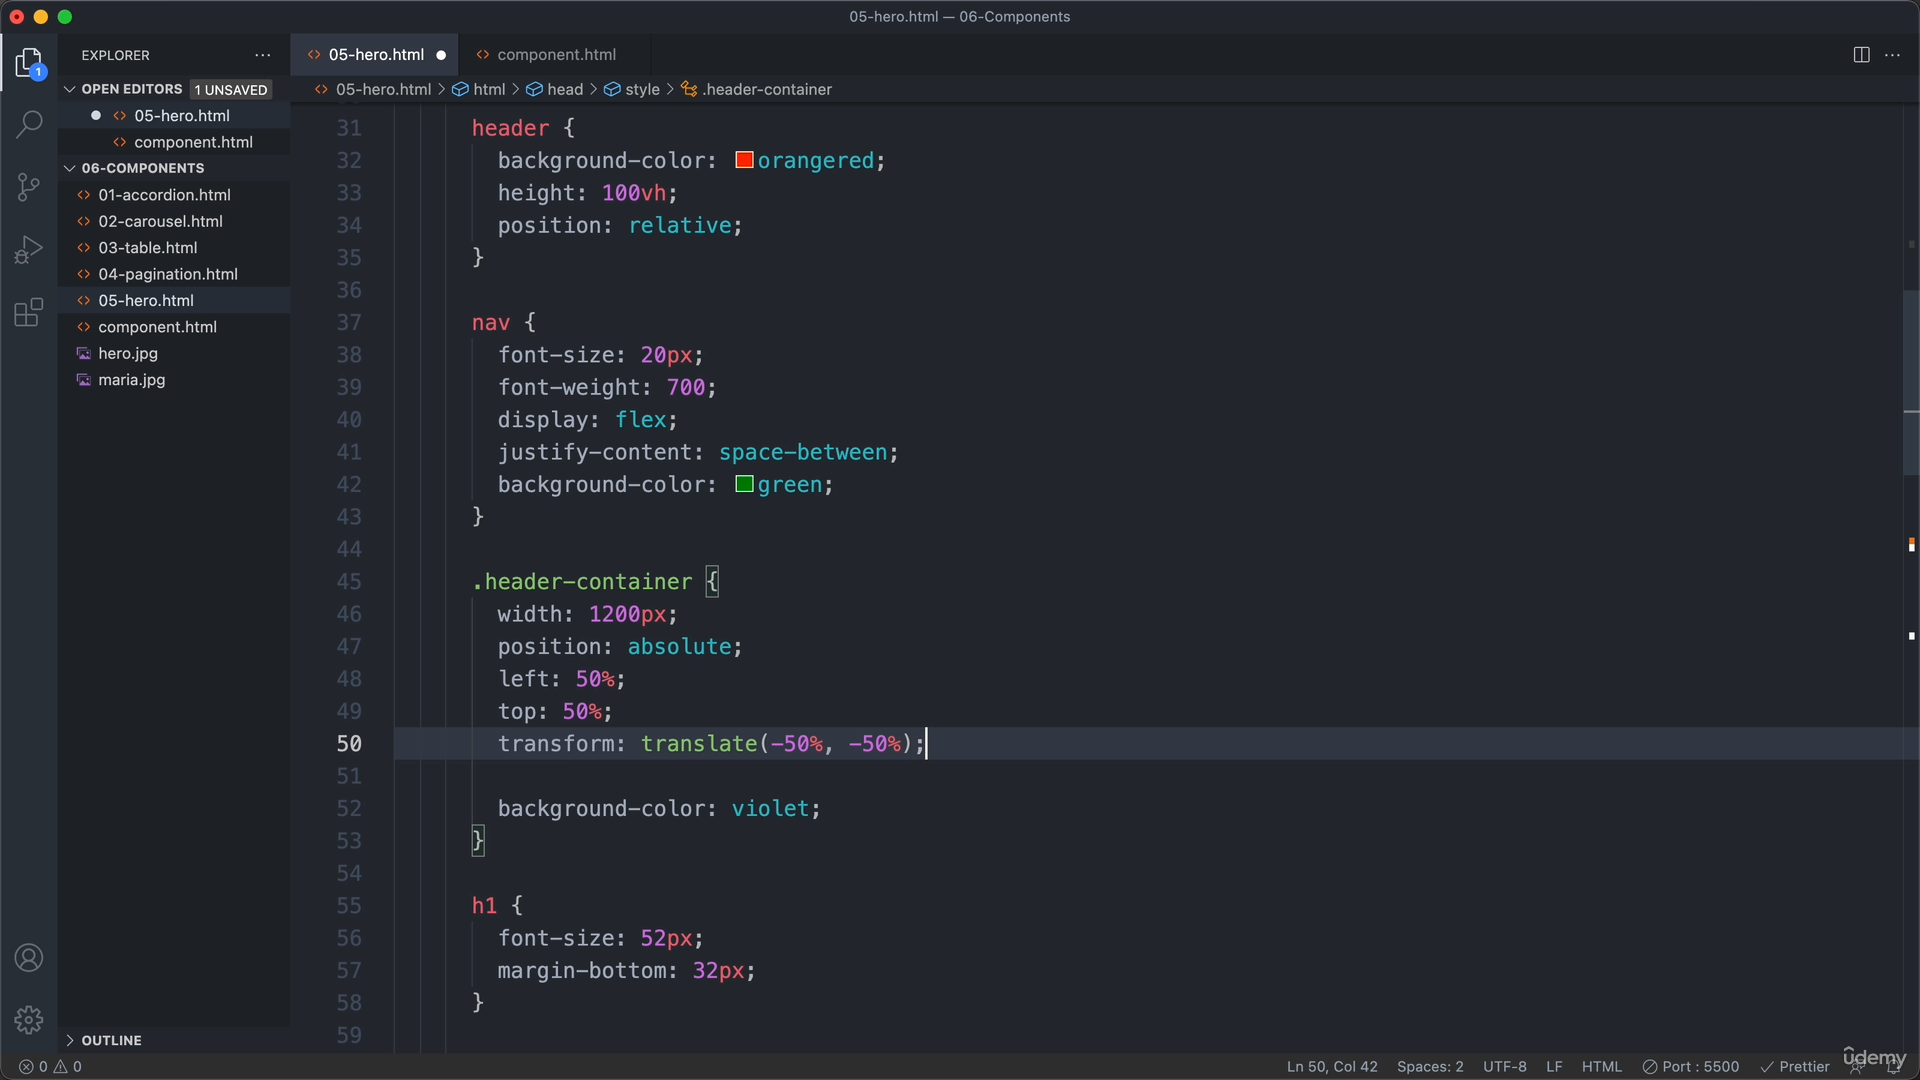 05-hero.html — 06-Components
EXPLORER
05-hero.html
component.html
OPEN EDITORS 1 UNSAVED
05-hero.html > html > head > style > .header-container
1
05-hero.html
component.html
06-COMPONENTS
01-accordion.html
02-carousel.html
03-table.html
04-pagination.html
05-hero.html
component.html
hero.jpg
maria.jpg
31 header {
32 background-color: orangered;
33 height: 100vh;
34 position: relative;
35 }
36
37 nav {
38 font-size: 20px;
39 font-weight: 700;
40 display: flex;
41 justify-content: space-between;
42 background-color: green;
43 }
44
45 .header-container {
46 width: 1200px;
47 position: absolute;
48 left: 50%;
49 top: 50%;
50 transform: translate(-50%, -50%);
51
52 background-color: violet;
53 }
54
55 h1 {
56 font-size: 52px;
57 margin-bottom: 32px;
58 }
59
OUTLINE
0 0
Ln 50, Col 42 Spaces: 2 UTF-8 LF HTML Port : 5500 Prettier
udemy